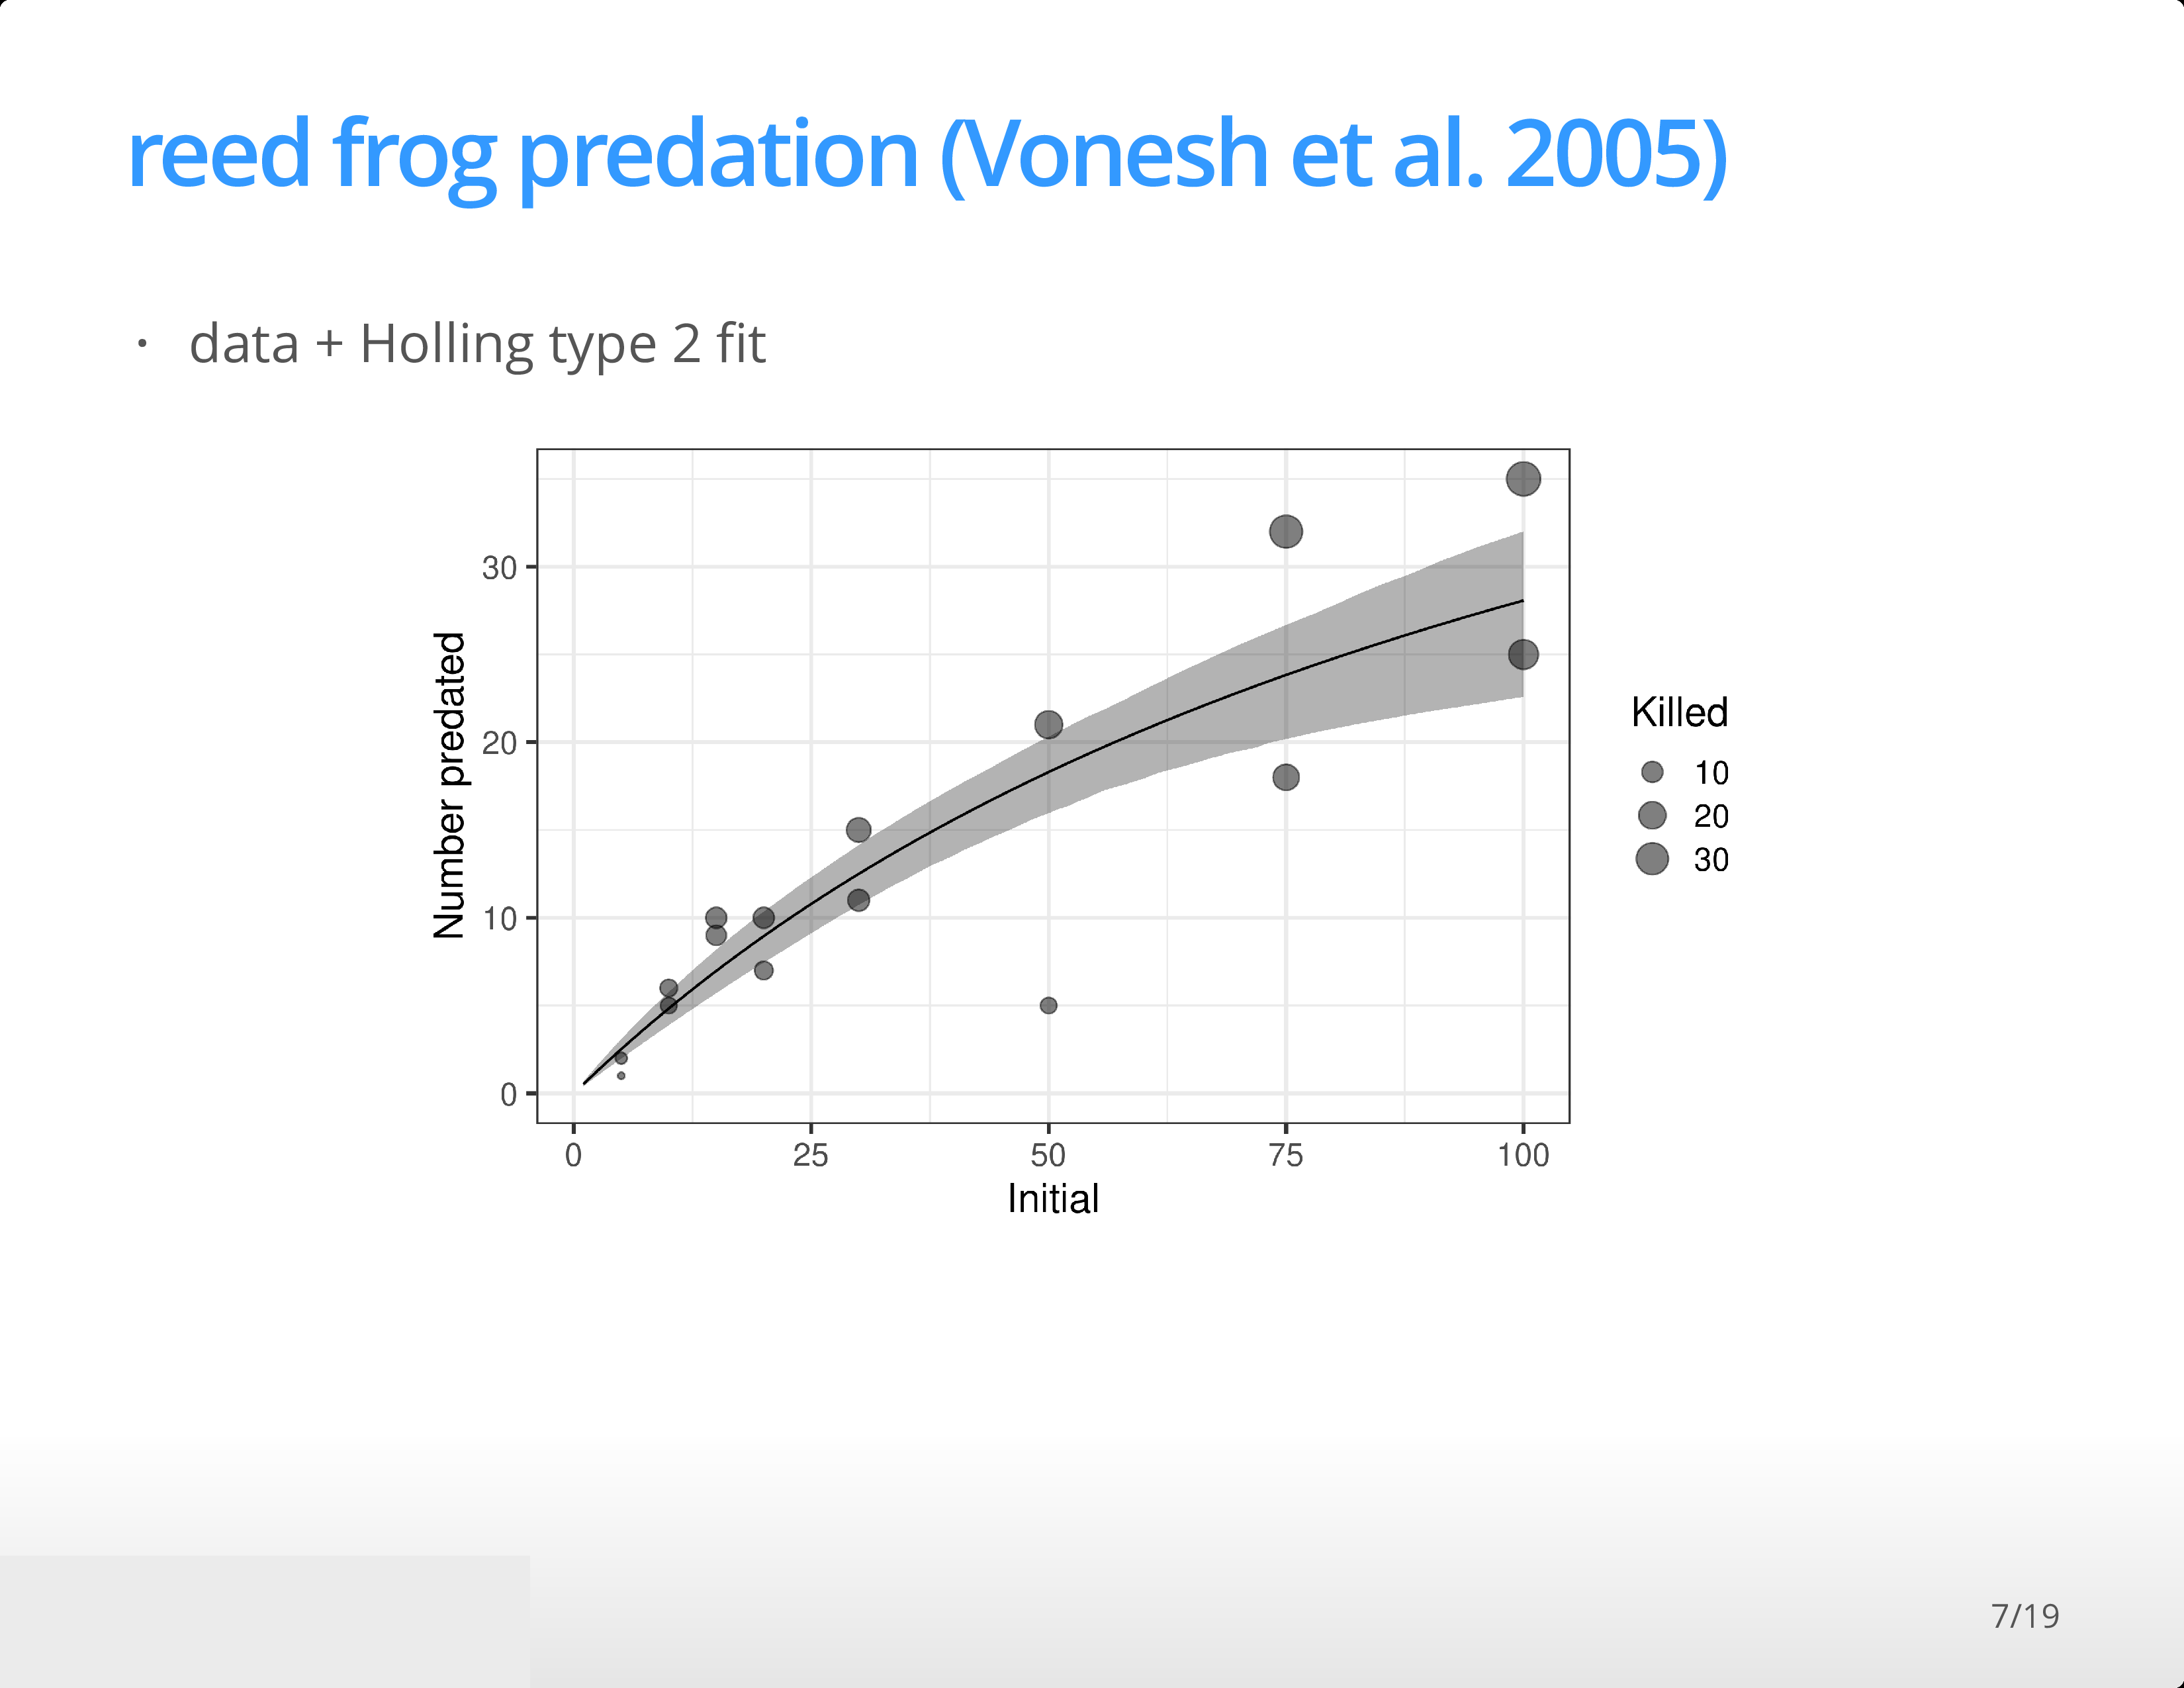 reed frog predation (Vonesh et al. 2005)
· data + Holling type 2 fit
30
20
10
0
Number predated
0 25 50 75 100
Initial
Killed
10
20
30
7/19